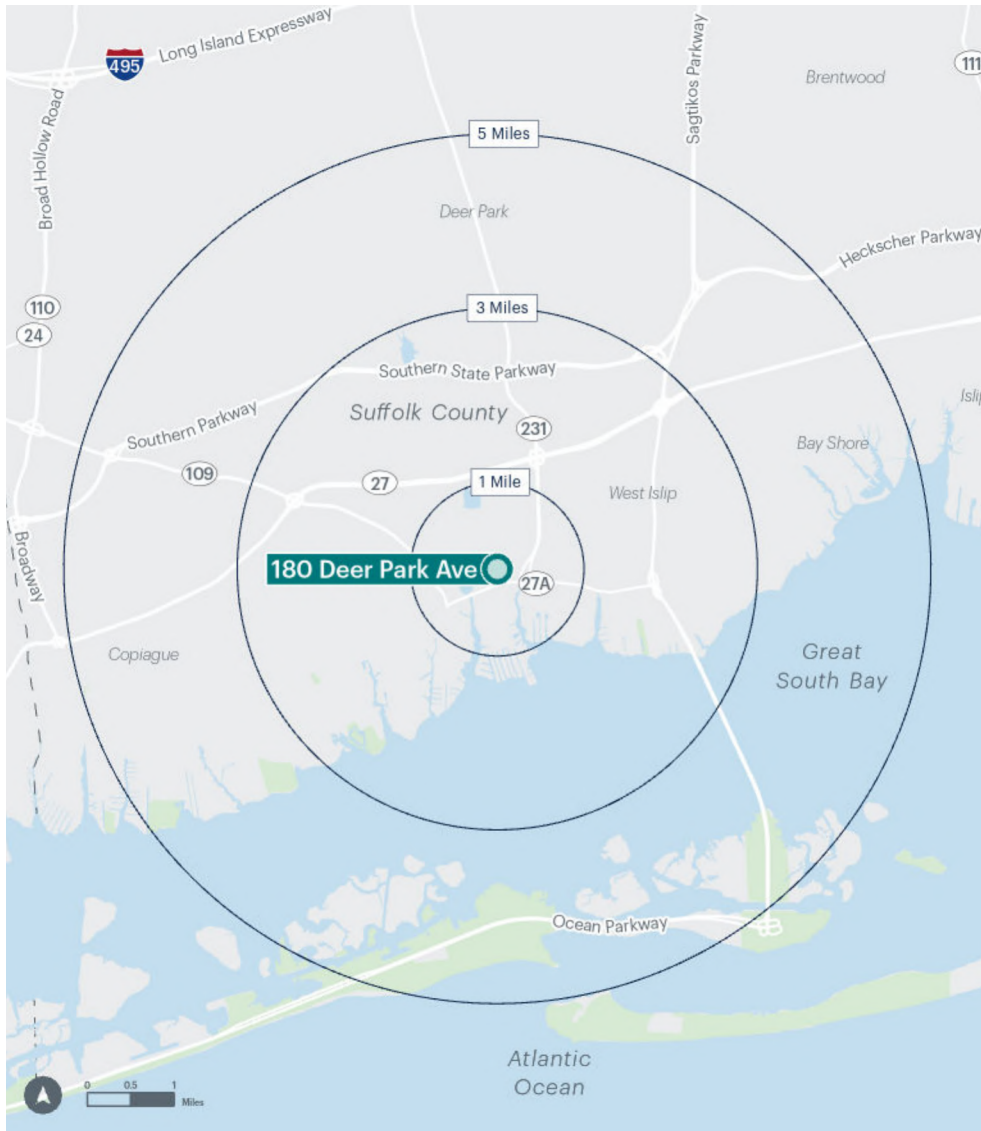 Long Island Expressway
495
Sagtikos Parkway
111
Brentwood
Broad Hollow Road
5 Miles
Deer Park
Heckscher Parkway
110
24
3 Miles
Southern State Parkway
Suffolk County
Southern Parkway
231
Islip
Bay Shore
109
27
1 Mile
West Islip
Broadway
180 Deer Park Ave
27A
Copiague
Great
South Bay
Ocean Parkway
Atlantic
Ocean
0 0.5 1
Miles